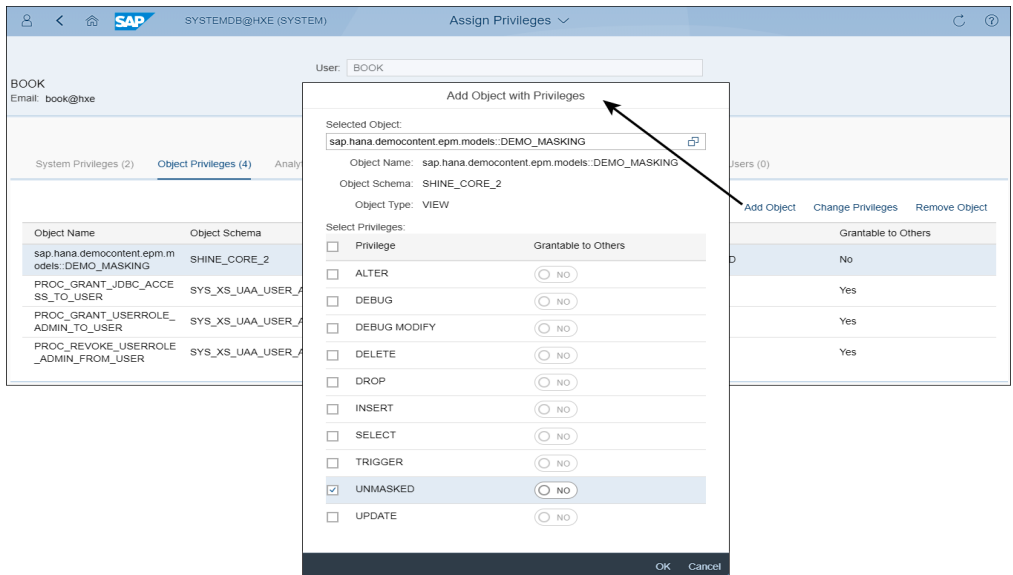 SAP SYSTEMDB@HXE (SYSTEM) Assign Privileges
User: BOOK
BOOK
Email: book@hxe
System Privileges (2) Object Privileges (4) Analyt
Users (0)
Add Object Change Privileges Remove Object
Object Name Object Schema Grantable to Others
sap.hana.democontent.epm.m
odels::DEMO_MASKING SHINE_CORE_2 D No
PROC_GRANT_JDBC_ACCE
SS_TO_USER SYS_XS_UAA_USER_A Yes
PROC_GRANT_USERROLE_
ADMIN_TO_USER SYS_XS_UAA_USER_A Yes
PROC_REVOKE_USERROLE
_ADMIN_FROM_USER SYS_XS_UAA_USER_A Yes
Add Object with Privileges
Selected Object:
sap.hana.democontent.epm.models::DEMO_MASKING
Object Name: sap.hana.democontent.epm.models::DEMO_MASKING
Object Schema: SHINE_CORE_2
Object Type: VIEW
Select Privileges:
Privilege Grantable to Others
ALTER NO
DEBUG NO
DEBUG MODIFY NO
DELETE NO
DROP NO
INSERT NO
SELECT NO
TRIGGER NO
UNMASKED NO
UPDATE NO
OK Cancel